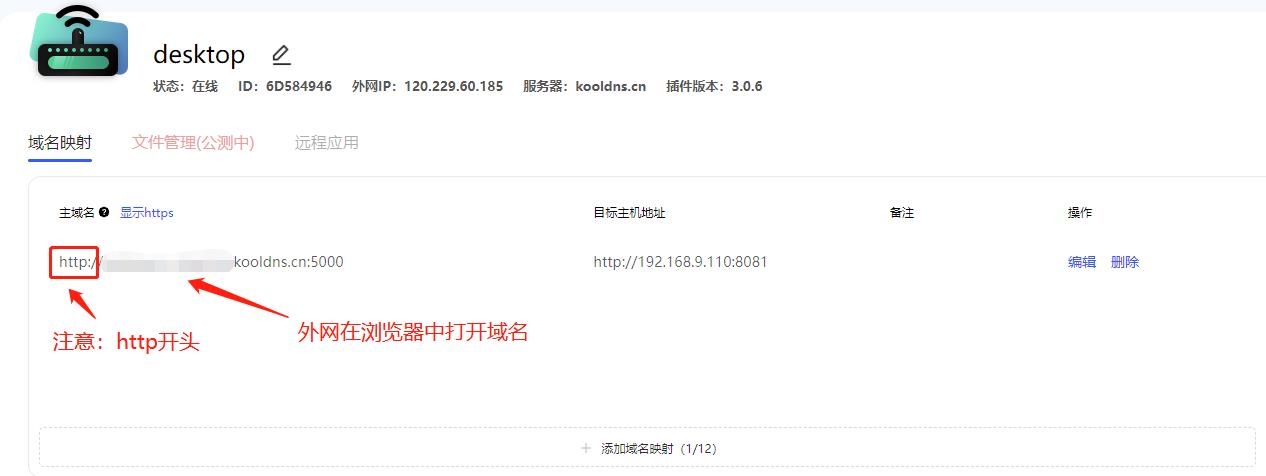 desktop
状态：在线 ID：6D584946 外网IP：120.229.60.185 服务器：kooldns.cn 插件版本：3.0.6
域名映射 文件管理(公测中) 远程应用
主域名 ? 显示https 目标主机地址 备注 操作
http:// kooldns.cn:5000 http://192.168.9.110:8081 编辑 删除
外网在浏览器中打开域名
注意：http开头
+ 添加域名映射（1/12）